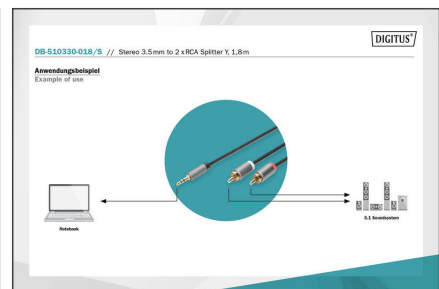 DIGITUS®
DB-510330-018/S // Stereo 3.5mm to 2 x RCA Splitter Y, 1,8m
Anwendungsbeispiel
Example of use
Notebook
5.1 Soundsystem